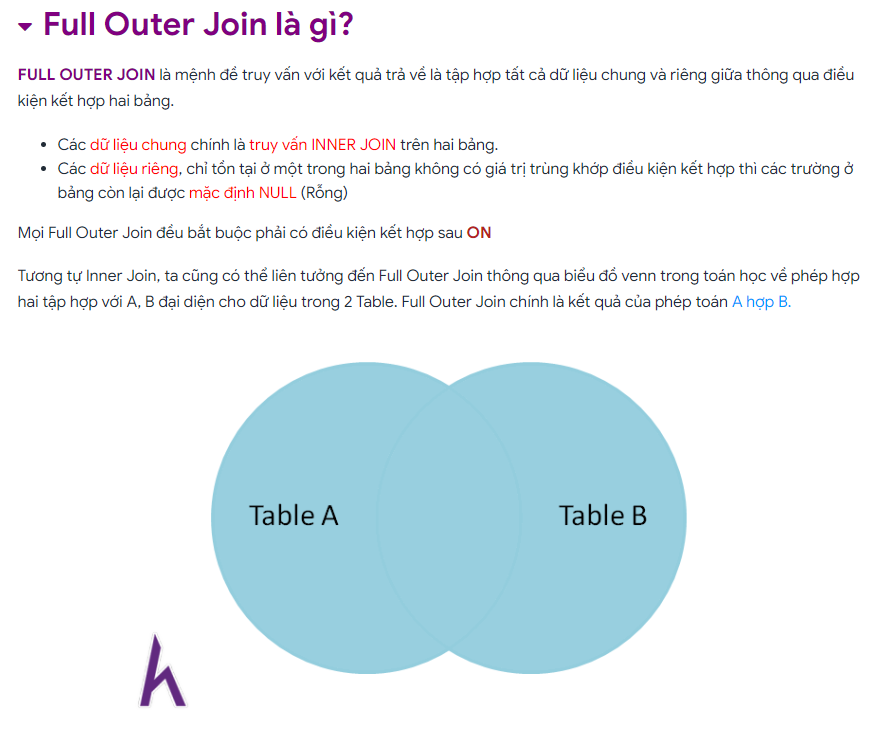 Full Outer Join là gì?
FULL OUTER JOIN là mệnh đề truy vấn với kết quả trả về là tập hợp tất cả dữ liệu chung và riêng giữa thông qua điều
kiện kết hợp hai bảng.
• Các dữ liệu chung chính là truy vấn INNER JOIN trên hai bảng.
• Các dữ liệu riêng, chỉ tồn tại ở một trong hai bảng không có giá trị trùng khớp điều kiện kết hợp thì các trường ở
bảng còn lại được mặc định NULL (Rỗng)
Mọi Full Outer Join đều bắt buộc phải có điều kiện kết hợp sau ON
Tương tự Inner Join, ta cũng có thể liên tưởng đến Full Outer Join thông qua biểu đồ venn trong toán học về phép hợp
hai tập hợp với A, B đại diện cho dữ liệu trong 2 Table. Full Outer Join chính là kết quả của phép toán A hợp B.
Table A
Table B